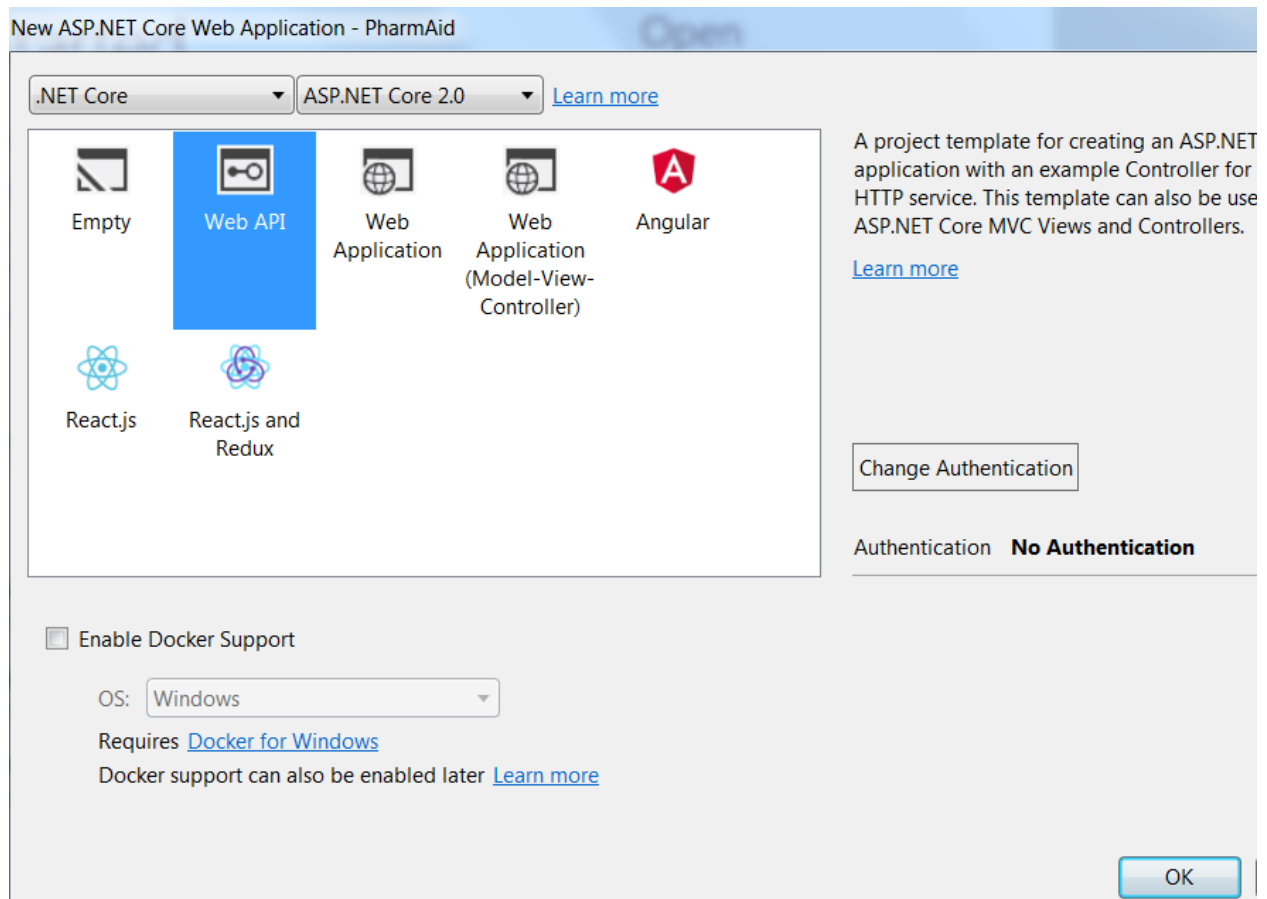 New ASP.NET Core Web Application - PharmAid
Open
.NET Core
ASP.NET Core 2.0
Learn more
Empty
Web API
Web
Application
Web
Application
(Model-View-
Controller)
Angular
React.js
React.js and
Redux
A project template for creating an ASP.NET
application with an example Controller for
HTTP service. This template can also be use
ASP.NET Core MVC Views and Controllers.
Learn more
Change Authentication
Authentication No Authentication
Enable Docker Support
OS: Windows
Requires Docker for Windows
Docker support can also be enabled later Learn more
OK